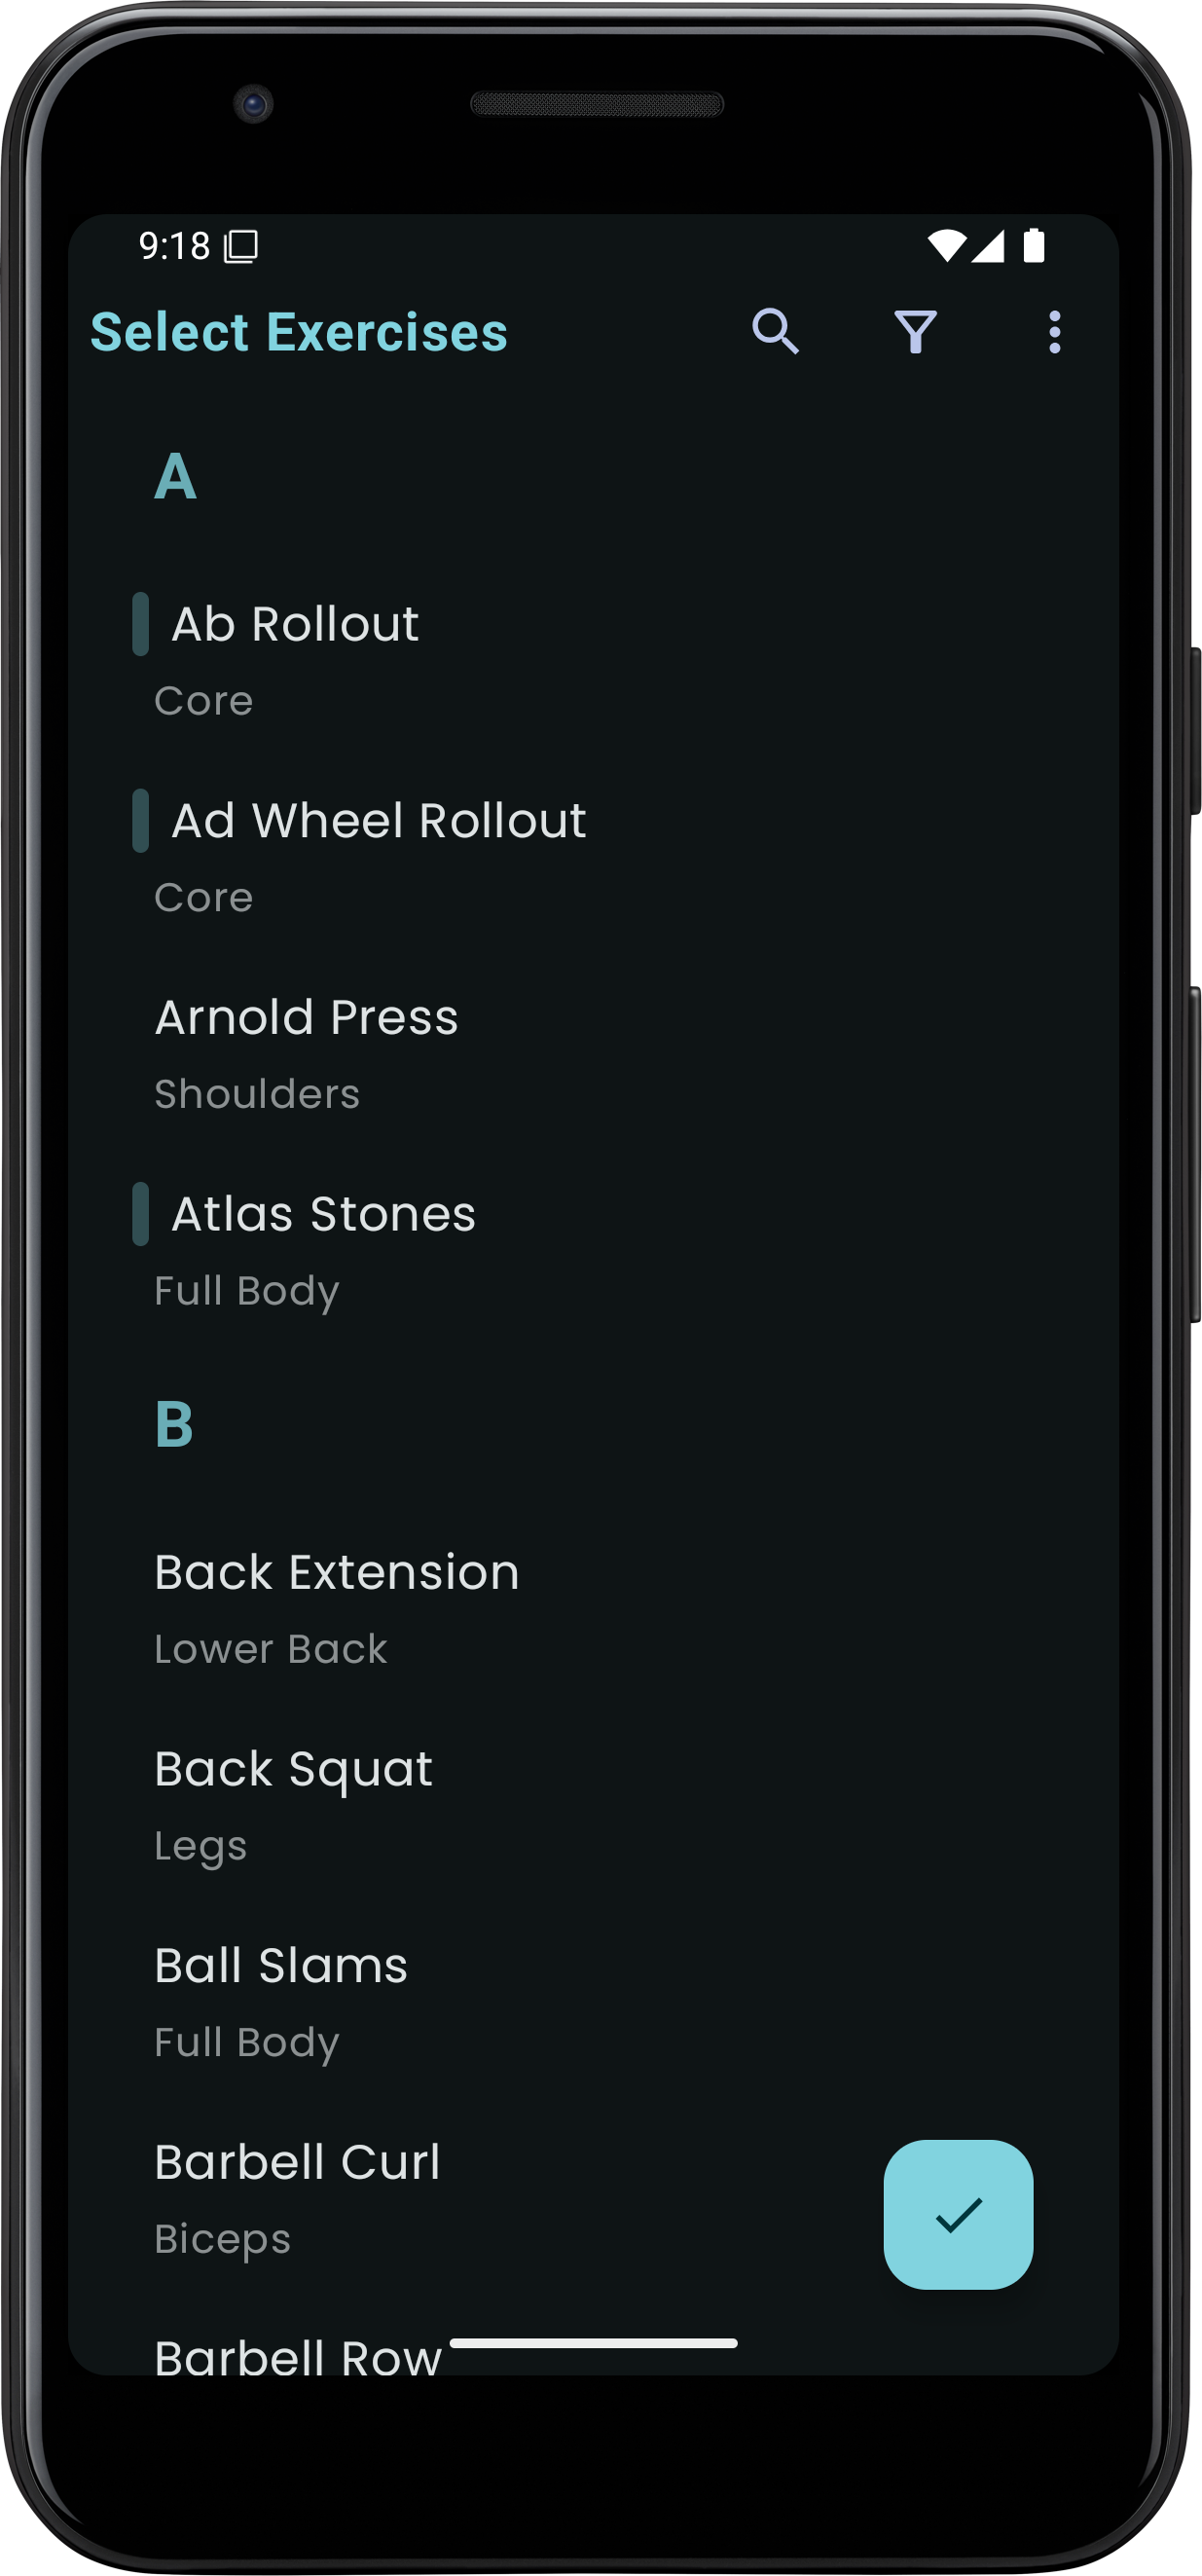 9:18
Select Exercises
A
Ab Rollout
Core
Ad Wheel Rollout
Core
Arnold Press
Shoulders
Atlas Stones
Full Body
B
Back Extension
Lower Back
Back Squat
Legs
Ball Slams
Full Body
Barbell Curl
Biceps
Barbell Row